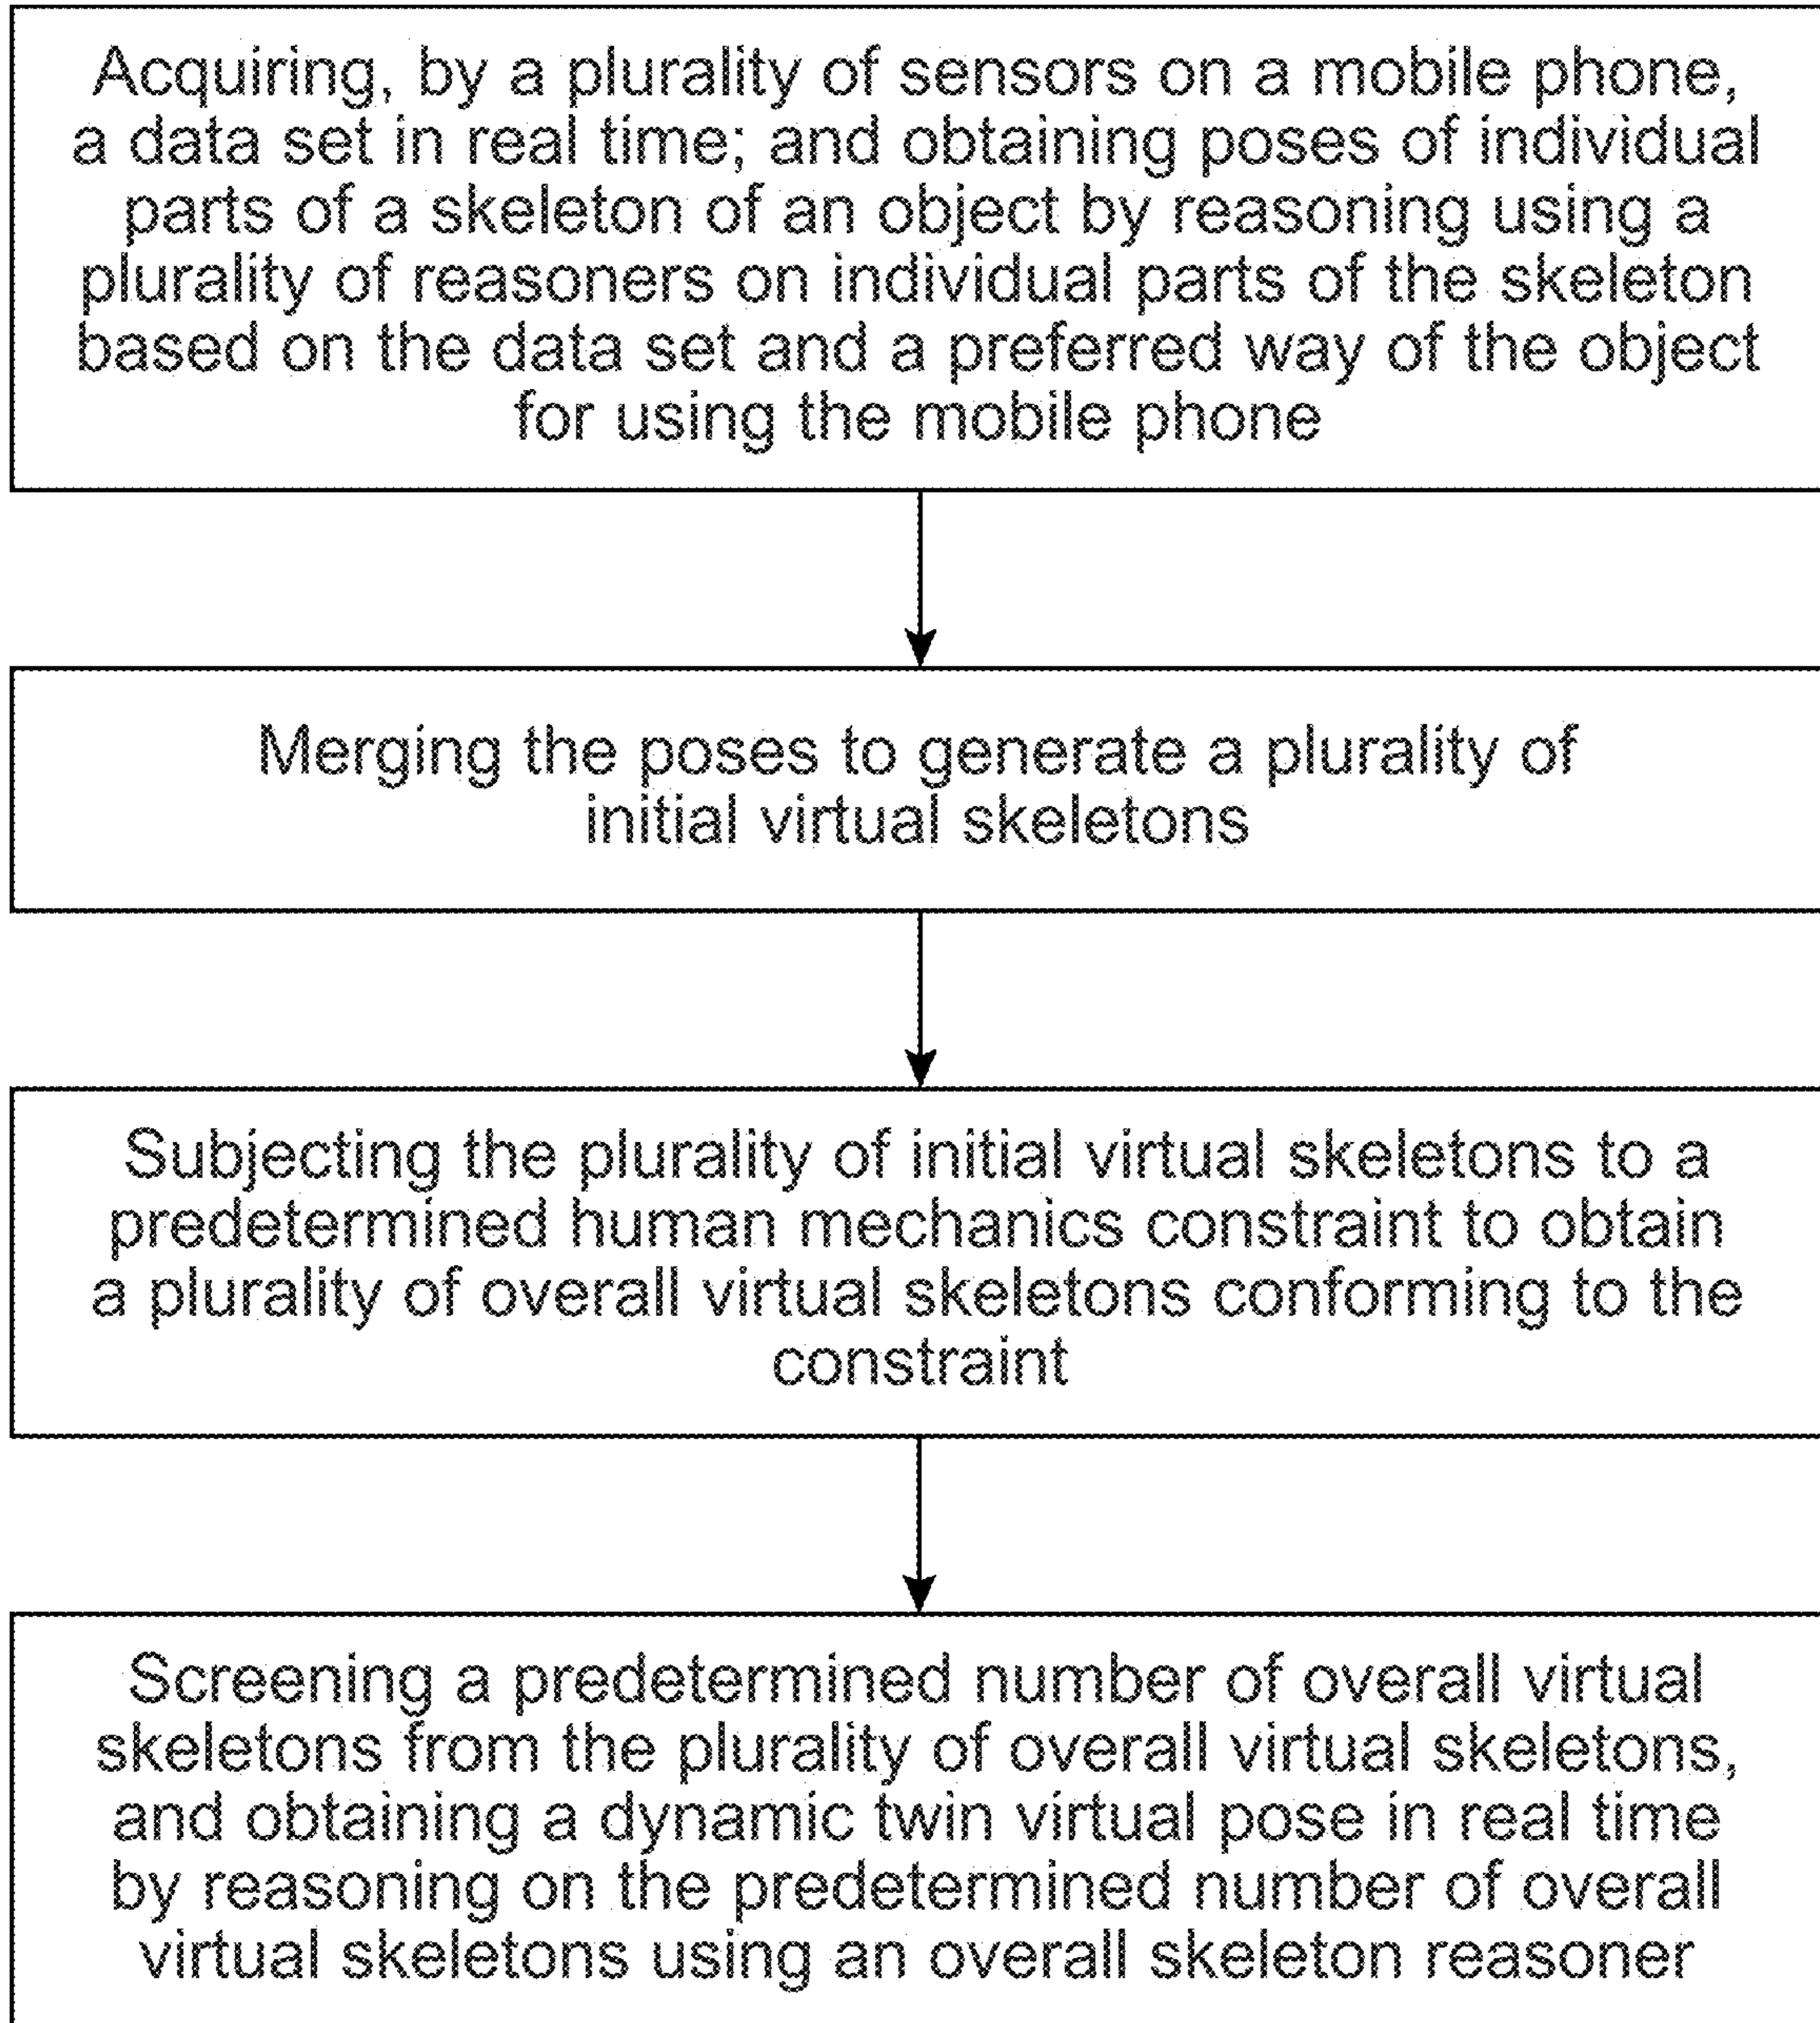 Acquiring, by a plurality of sensors on a mobile phone,
a data set in real time; and obtaining poses of individual
parts of a skeleton of an object by reasoning using a
plurality of reasoners on individual parts of the skeleton
based on the data set and a preferred way of the object
for using the mobile phone
Merging the poses to generate a plurality of
initial virtual skeletons
Subjecting the plurality of initial virtual skeletons to a
predetermined human mechanics constraint to obtain
a plurality of overall virtual skeletons conforming to the
constraint
Screening a predetermined number of overall virtual
skeletons from the plurality of overall virtual skeletons,
and obtaining a dynamic twin virtual pose in real time
by reasoning on the predetermined number of overall
virtual skeletons using an overall skeleton reasoner